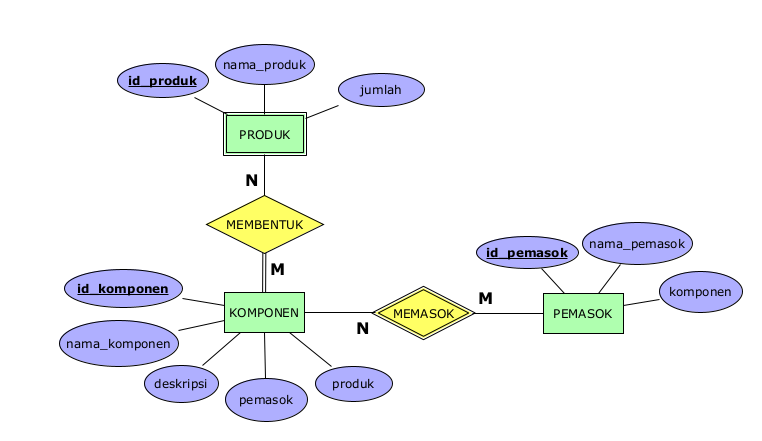 nama_produk
id_produk
jumlah
PRODUK
N
MEMBENTUK
M
id_pemasok
nama_pemasok
id_komponen
komponen
KOMPONEN
N
MEMASOK
M
PEMASOK
nama_komponen
deskripsi
pemasok
produk